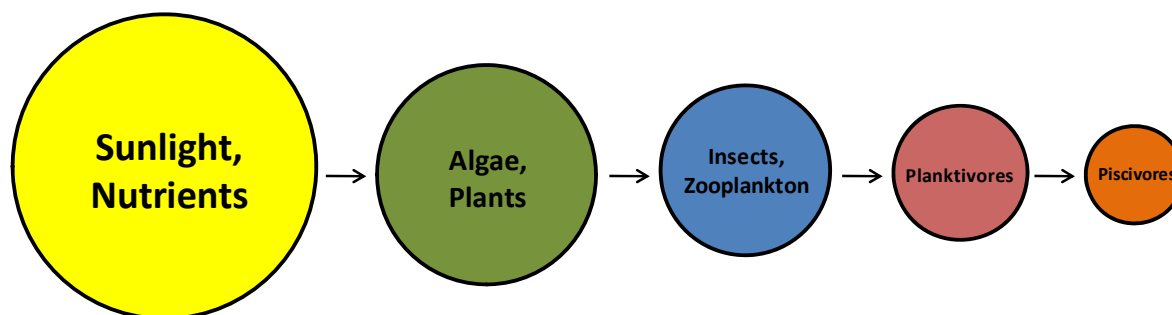 Sunlight,
Nutrients
Algae,
Plants
Insects,
Zooplankton
Planktivores
Piscivores